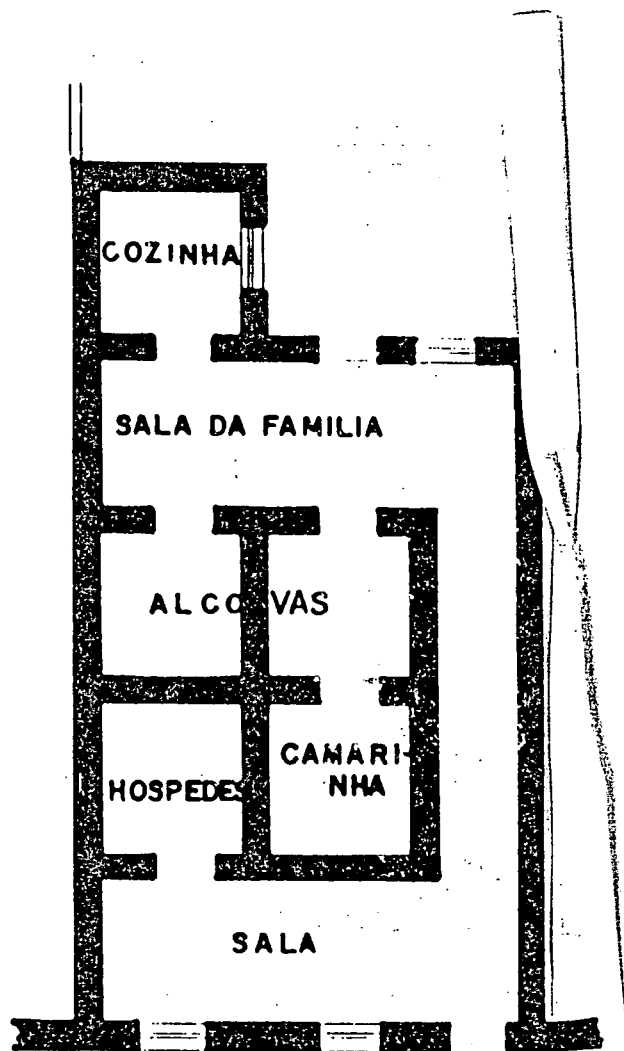 COZINHA
SALA DA FAMILIA
ALCOVAS
HOSPEDES
CAMARI-
NHA
SALA